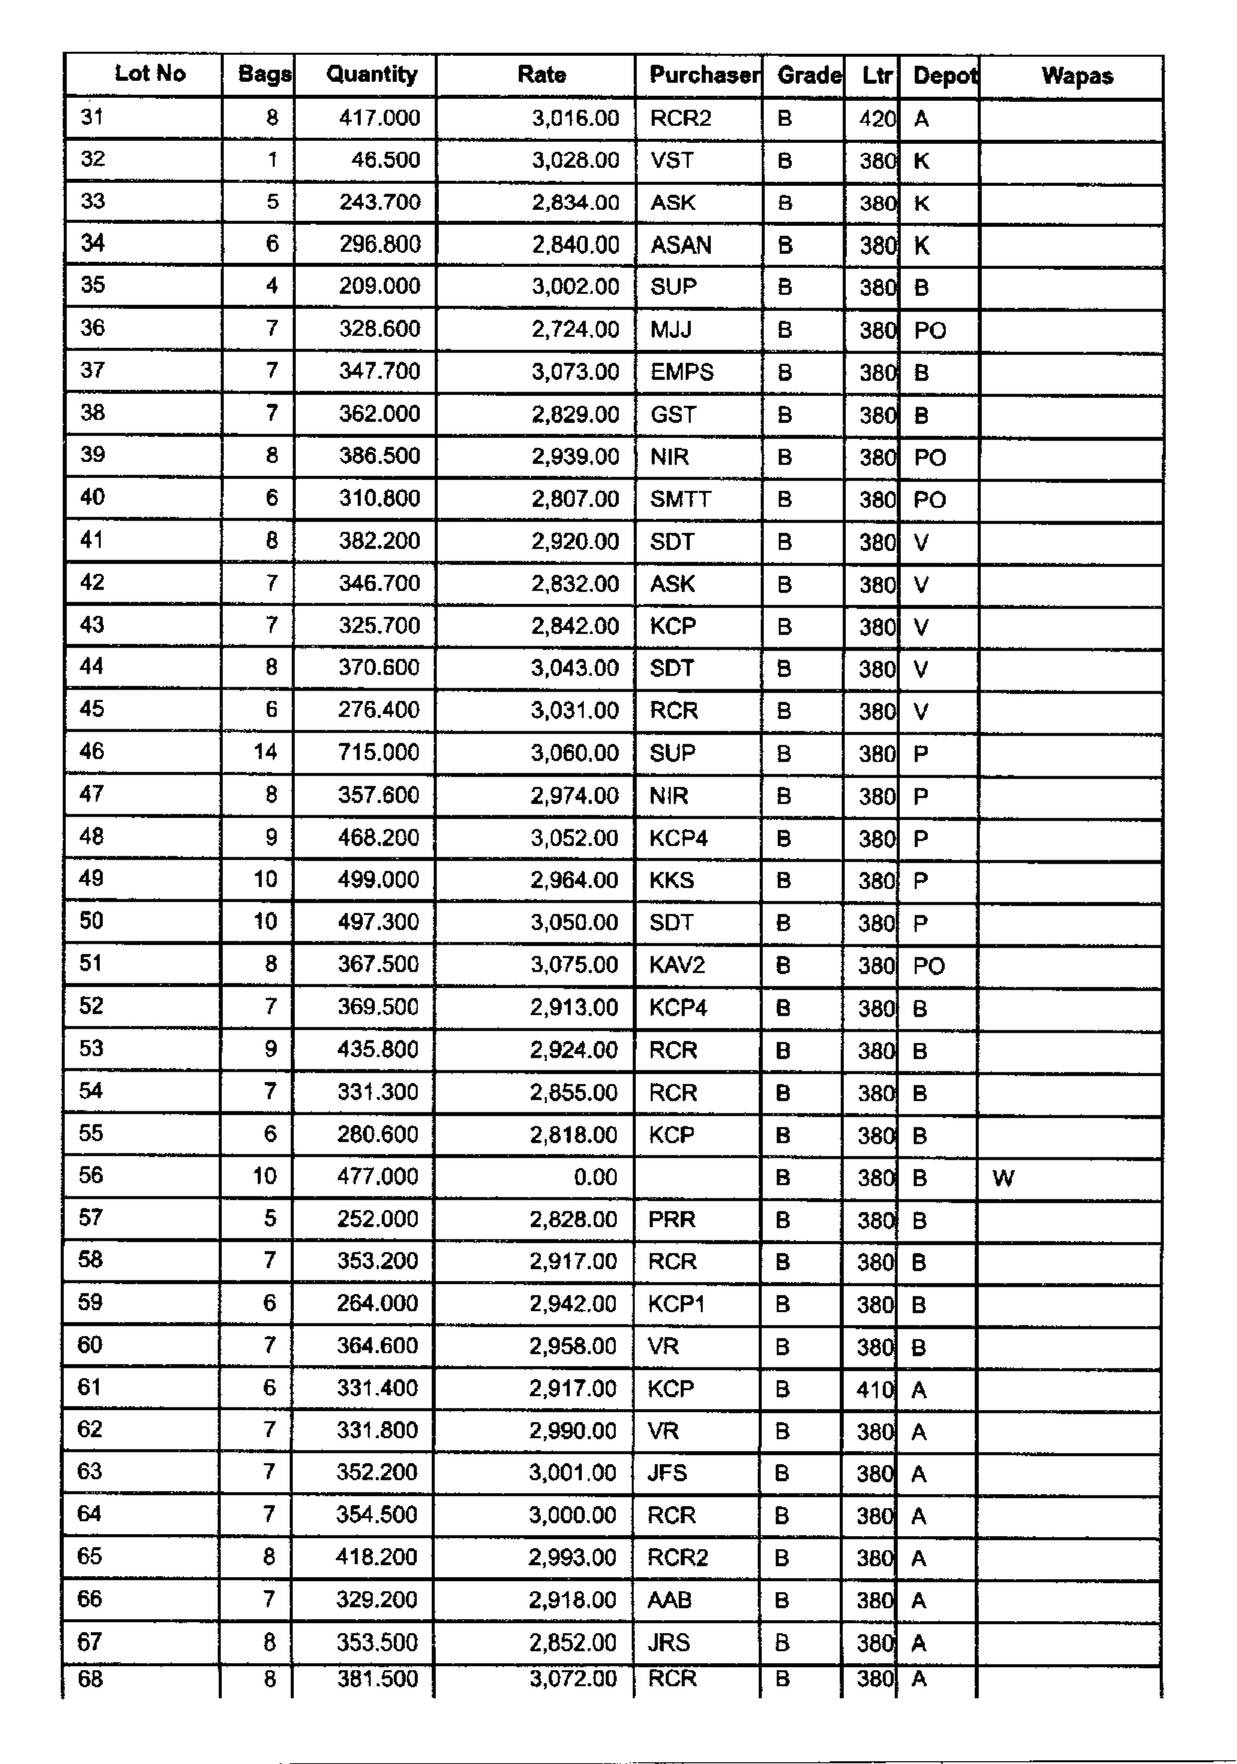 Lot No Bags Quantity Rate Purchaser Grade Ltr Depot Wapas
31 8 417.000 3,016.00 RCR2 B 420 A
32 1 46.500 3,028.00 VST B 380 K
33 5 243.700 2,834.00 ASK B 380 K
34 6 296.800 2,840.00 ASAN B 380 K
35 4 209.000 3,002.00 SUP B 380 B
36 7 328.600 2,724.00 MJJ B 380 PO
37 7 347.700 3,073.00 EMPS B 380 B
38 7 362.000 2,829.00 GST B 380 B
39 8 386.500 2,939.00 NIR B 380 PO
40 6 310.800 2,807.00 SMTT B 380 PO
41 8 382.200 2,920.00 SDT B 380 V
42 7 346.700 2,832.00 ASK B 380 V
43 7 325.700 2,842.00 KCP B 380 V
44 8 370.600 3,043.00 SDT B 380 V
45 6 276.400 3,031.00 RCR B 380 V
46 14 715.000 3,060.00 SUP B 380 P
47 8 357.600 2,974.00 NIR B 380 P
48 9 468.200 3,052.00 KCP4 B 380 P
49 10 499.000 2,964.00 KKS B 380 P
50 10 497.300 3,050.00 SDT B 380 P
51 8 367.500 3,075.00 KAV2 B 380 PO
52 7 369.500 2,913.00 KCP4 B 380 B
53 9 435.800 2,924.00 RCR B 380 B
54 7 331.300 2,855.00 RCR B 380 B
55 6 280.600 2,818.00 KCP B 380 B
56 10 477.000 0.00 B 380 B W
57 5 252.000 2,828.00 PRR B 380 B
58 7 353.200 2,917.00 RCR B 380 B
59 6 264.000 2,942.00 KCP1 B 380 B
60 7 364.600 2,958.00 VR B 380 B
61 6 331.400 2,917.00 KCP B 410 A
62 7 331.800 2,990.00 VR B 380 A
63 7 352.200 3,001.00 JFS B 380 A
64 7 354.500 3,000.00 RCR B 380 A
65 8 418.200 2,993.00 RCR2 B 380 A
66 7 329.200 2,918.00 AAB B 380 A
67 8 353.500 2,852.00 JRS B 380 A
68 8 381.500 3,072.00 RCR B 380 A